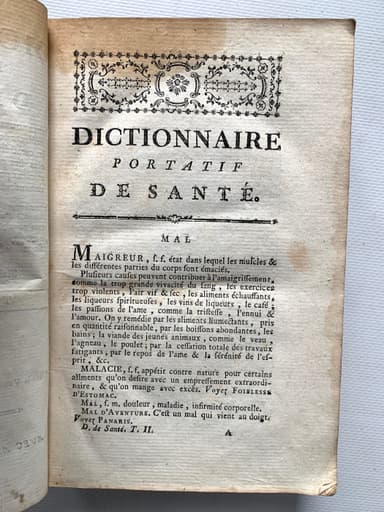 DICTIONNAIRE
PORTATIF
DE SANTÉ.
MAL
MAIGREUR, s. f. état dans lequel les muscles &
les différentes parties du corps sont émaciés.
Plusieurs causes peuvent contribuer à l'amaigrissement,
comme la trop grande vivacité du sang, les exercices
trop violents, l'air vif & sec, les aliments échauffans,
les liqueurs spiritueuses, les vins de liqueurs, le café,
les passions de l'ame, comme la tristesse, l'ennui &
l'amour. On y remédie par les aliments humectants, pris
en quantité raisonnable, par les boissons abondantes, les
bains; la viande des jeunes animaux, comme le veau,
l'agneau, le poulet; par la cessation totale des travaux
fatigants, par le repos de l'ame & la sérénité de l'es-
prit, &c.
MALACIE, s. f. appétit contre nature pour certains
aliments qu'on desire avec un empressement extraordi-
naire, & qu'on mange avec excès. Voyez FOIBLESSE
D'ESTOMAC.
MAL, s. m. douleur, maladie, infirmité corporelle.
MAL D'AVENTURE. C'est un mal qui vient au doigt.
Voyez PANARIS.
D. de Santé. T. II. A